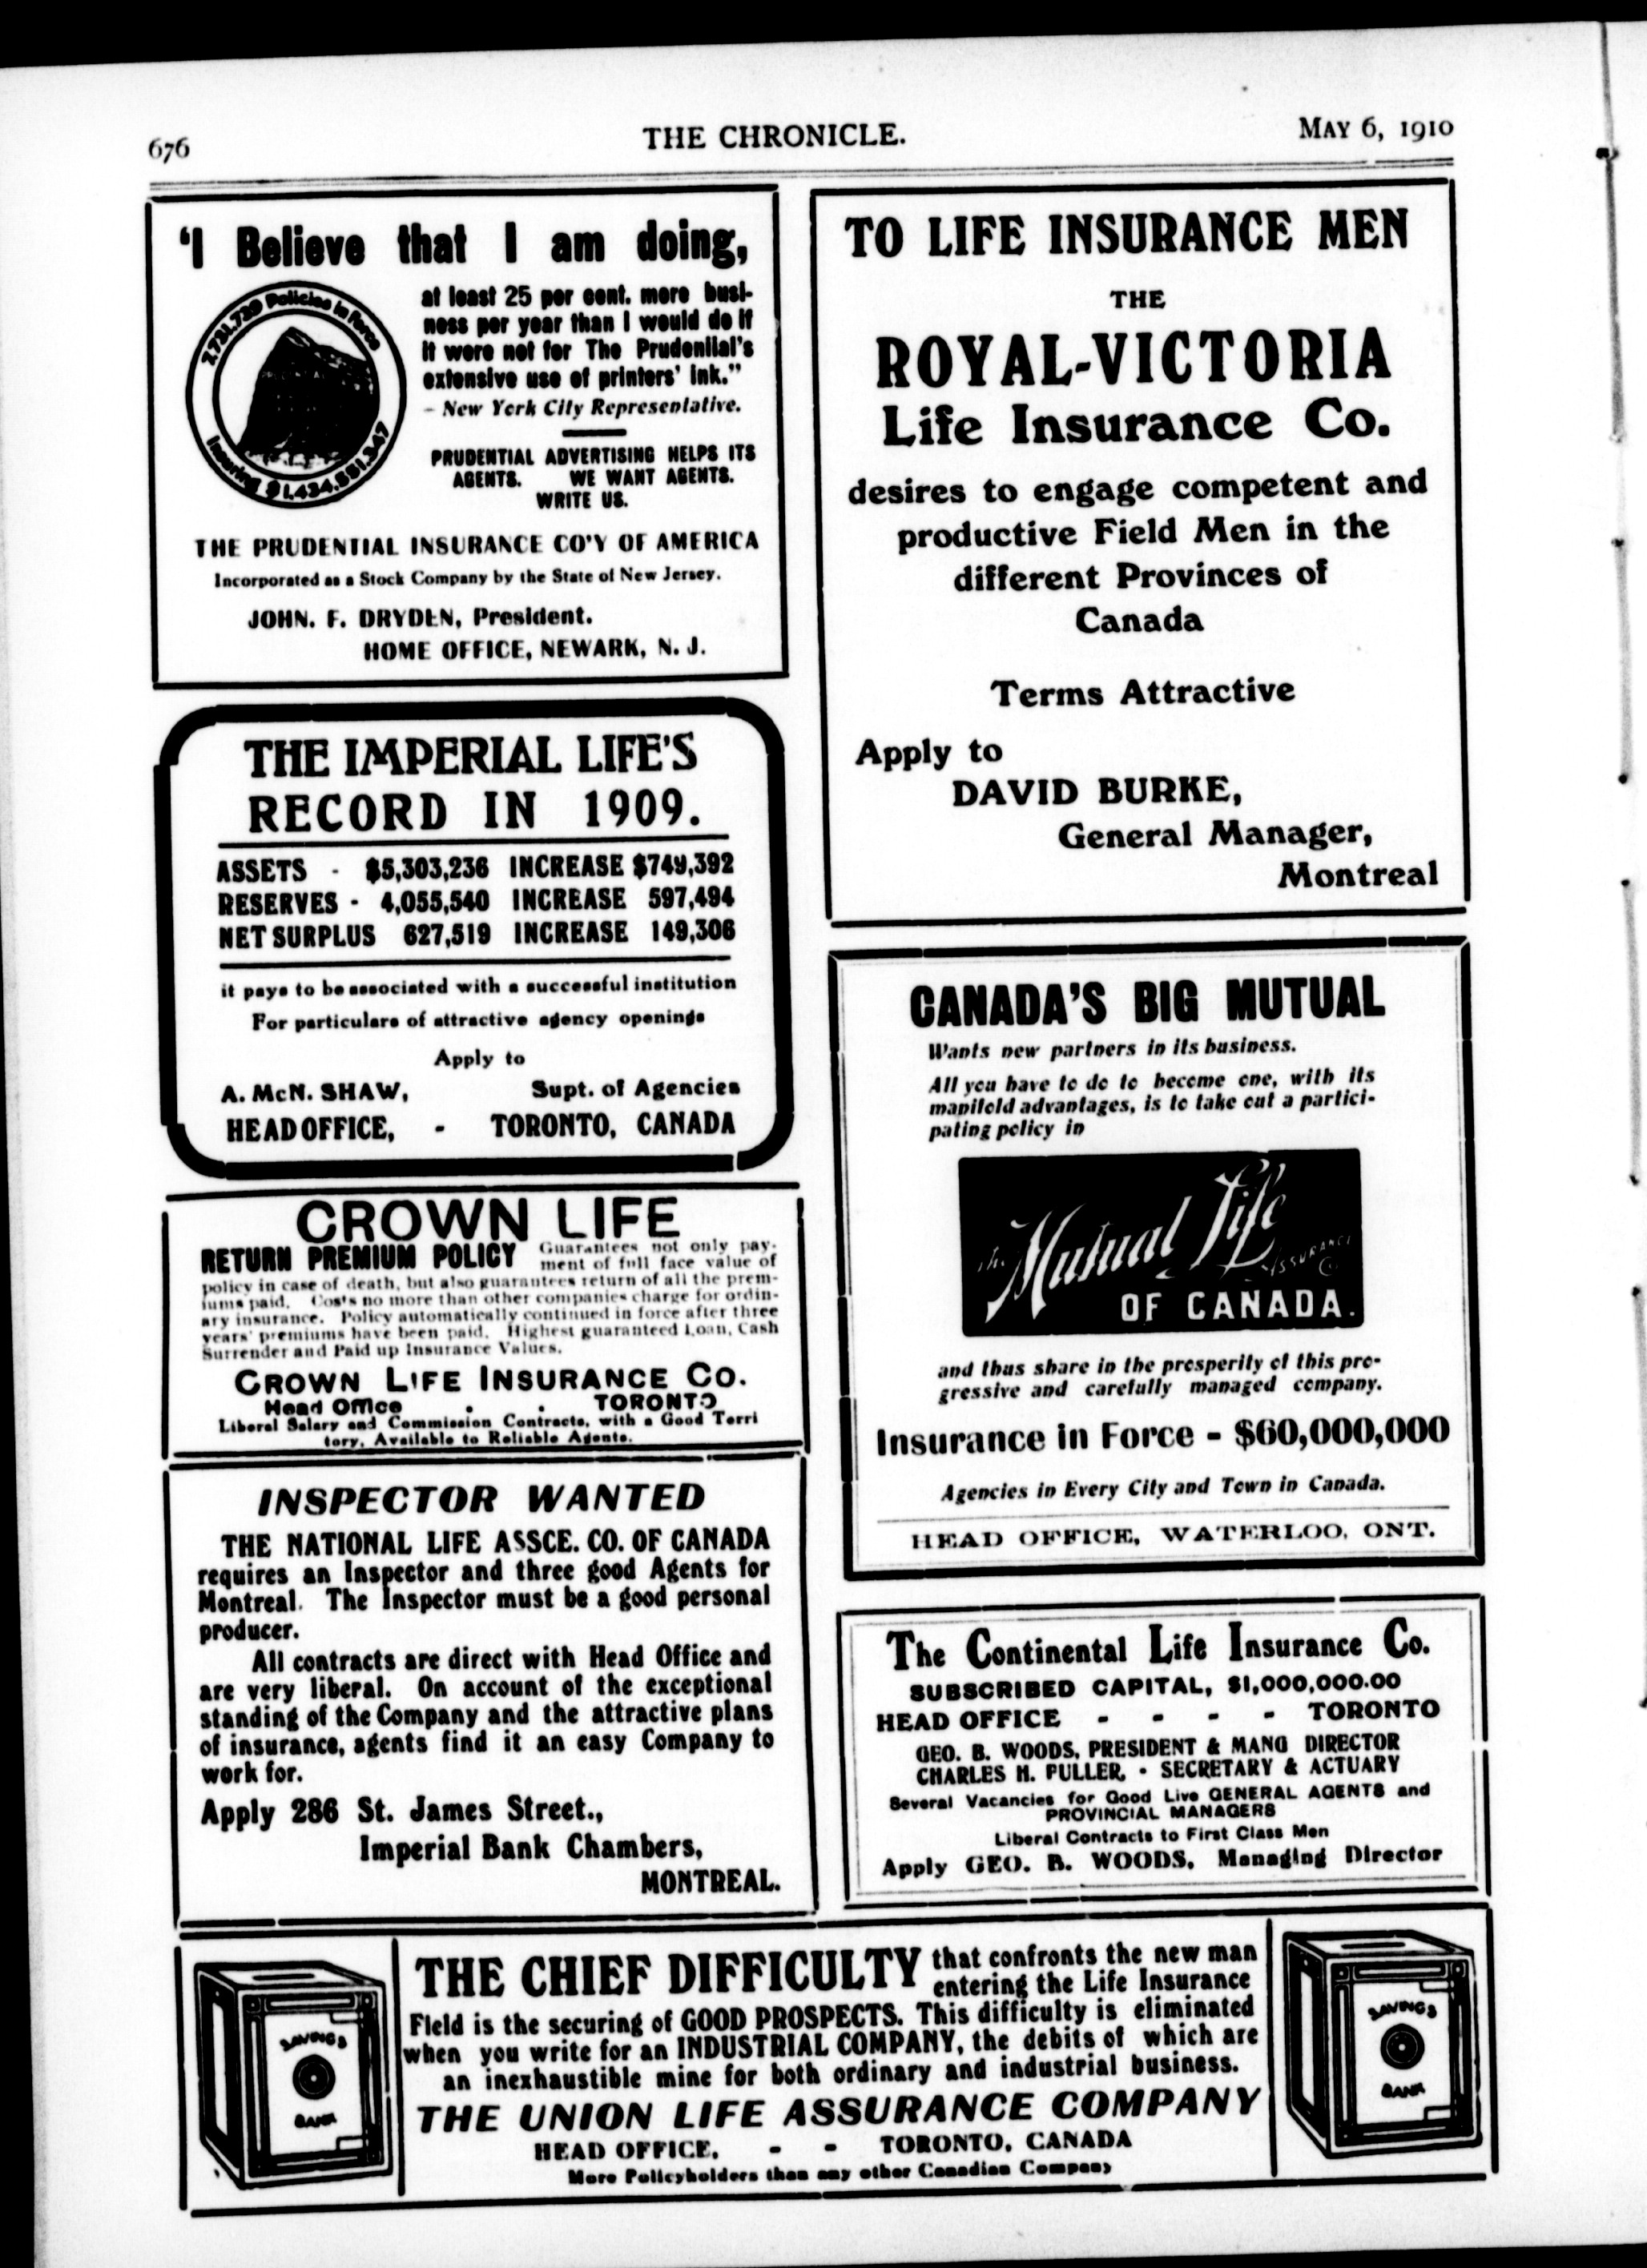 676
THE CHRONICLE.
MAY 6, 1910
'I Believe that I am doing,
7,731,729 Policies in Force
Insuring $1,434,551,347
at least 25 per cent. more busi-
ness per year than I would do if
it were not for The Prudential's
extensive use of printers' ink."
- New York City Representative.
PRUDENTIAL ADVERTISING HELPS ITS
AGENTS. WE WANT AGENTS.
WRITE US.
THE PRUDENTIAL INSURANCE CO'Y OF AMERICA
Incorporated as a Stock Company by the State of New Jersey.
JOHN. F. DRYDEN, President.
HOME OFFICE, NEWARK, N. J.
THE IMPERIAL LIFE'S
RECORD IN 1909.
ASSETS - $5,303,236 INCREASE $749,392
RESERVES - 4,055,540 INCREASE 597,494
NET SURPLUS 627,519 INCREASE 149,306
it pays to be associated with a successful institution
For particulars of attractive agency openings
Apply to
A. McN. SHAW, Supt. of Agencies
HEAD OFFICE, - TORONTO, CANADA
CROWN LIFE
RETURN PREMIUM POLICY Guarantees not only pay-
ment of full face value of
policy in case of death, but also guarantees return of all the prem-
iums paid. Costs no more than other companies charge for ordin-
ary insurance. Policy automatically continued in force after three
years' premiums have been paid. Highest guaranteed Loan, Cash
Surrender and Paid up Insurance Values.
CROWN LIFE INSURANCE CO.
Head Office . . TORONTO
Liberal Salary and Commission Contracts, with a Good Terri
tory, Available to Reliable Agents.
INSPECTOR WANTED
THE NATIONAL LIFE ASSCE. CO. OF CANADA
requires an Inspector and three good Agents for
Montreal. The Inspector must be a good personal
producer.
All contracts are direct with Head Office and
are very liberal. On account of the exceptional
standing of the Company and the attractive plans
of insurance, agents find it an easy Company to
work for.
Apply 286 St. James Street.,
Imperial Bank Chambers,
MONTREAL.
TO LIFE INSURANCE MEN
THE
ROYAL-VICTORIA
Life Insurance Co.
desires to engage competent and
productive Field Men in the
different Provinces of
Canada
Terms Attractive
Apply to
DAVID BURKE,
General Manager,
Montreal
CANADA'S BIG MUTUAL
Wants new partners in its business.
All you have to do to become one, with its
manifold advantages, is to take out a partici-
pating policy in
The Mutual Life
ASSURANCE Co
OF CANADA.
and thus share in the prosperity of this pro-
gressive and carefully managed company.
Insurance in Force - $60,000,000
Agencies in Every City and Town in Canada.
HEAD OFFICE, WATERLOO, ONT.
The Continental Life Insurance Co.
SUBSCRIBED CAPITAL, $1,000,000.00
HEAD OFFICE - - - - TORONTO
GEO. B. WOODS, PRESIDENT & MANG DIRECTOR
CHARLES H. FULLER, - SECRETARY & ACTUARY
Several Vacancies for Good Live GENERAL AGENTS and
PROVINCIAL MANAGERS
Liberal Contracts to First Class Men
Apply GEO. B. WOODS, Managing Director
SAVINGS
BANK
THE CHIEF DIFFICULTY that confronts the new man
entering the Life Insurance
Field is the securing of GOOD PROSPECTS. This difficulty is eliminated
when you write for an INDUSTRIAL COMPANY, the debits of which are
an inexhaustible mine for both ordinary and industrial business.
THE UNION LIFE ASSURANCE COMPANY
HEAD OFFICE, - - TORONTO, CANADA
More Policyholders than any other Canadian Company
SAVINGS
BANK